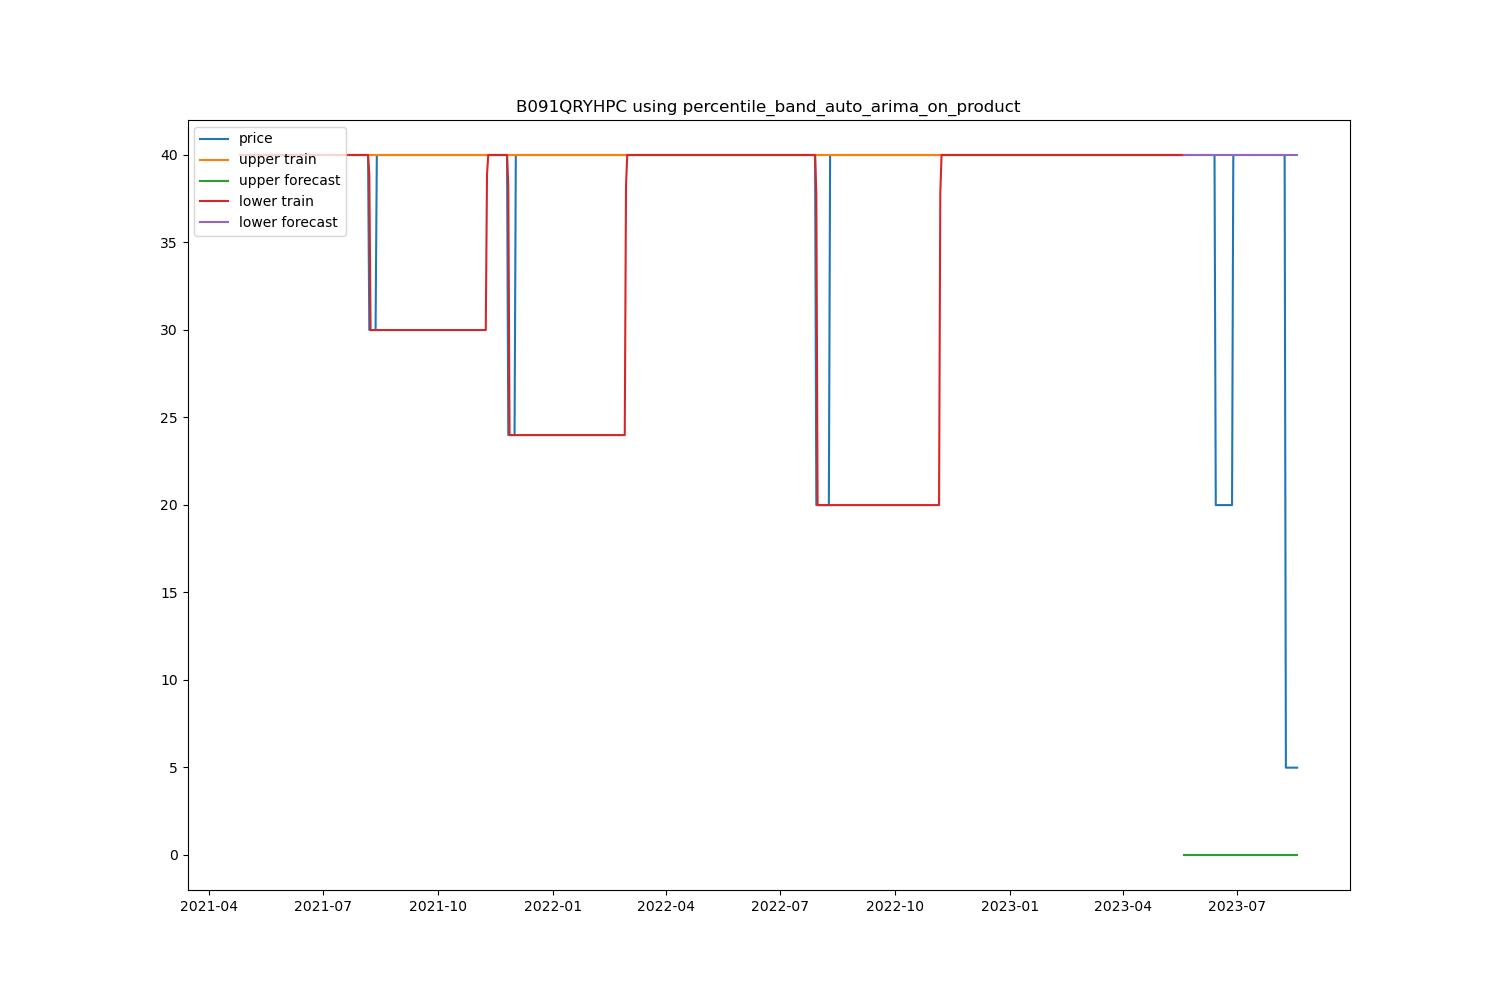 B091QRYHPC using percentile_band_auto_arima_on_product
price
upper train
upper forecast
lower train
lower forecast
40
35
30
25
20
15
10
5
0
2021-04 2021-07 2021-10 2022-01 2022-04 2022-07 2022-10 2023-01 2023-04 2023-07